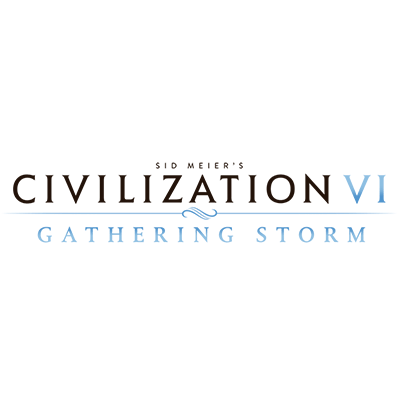 SID MEIER'S
CIVILIZATION VI
GATHERING STORM